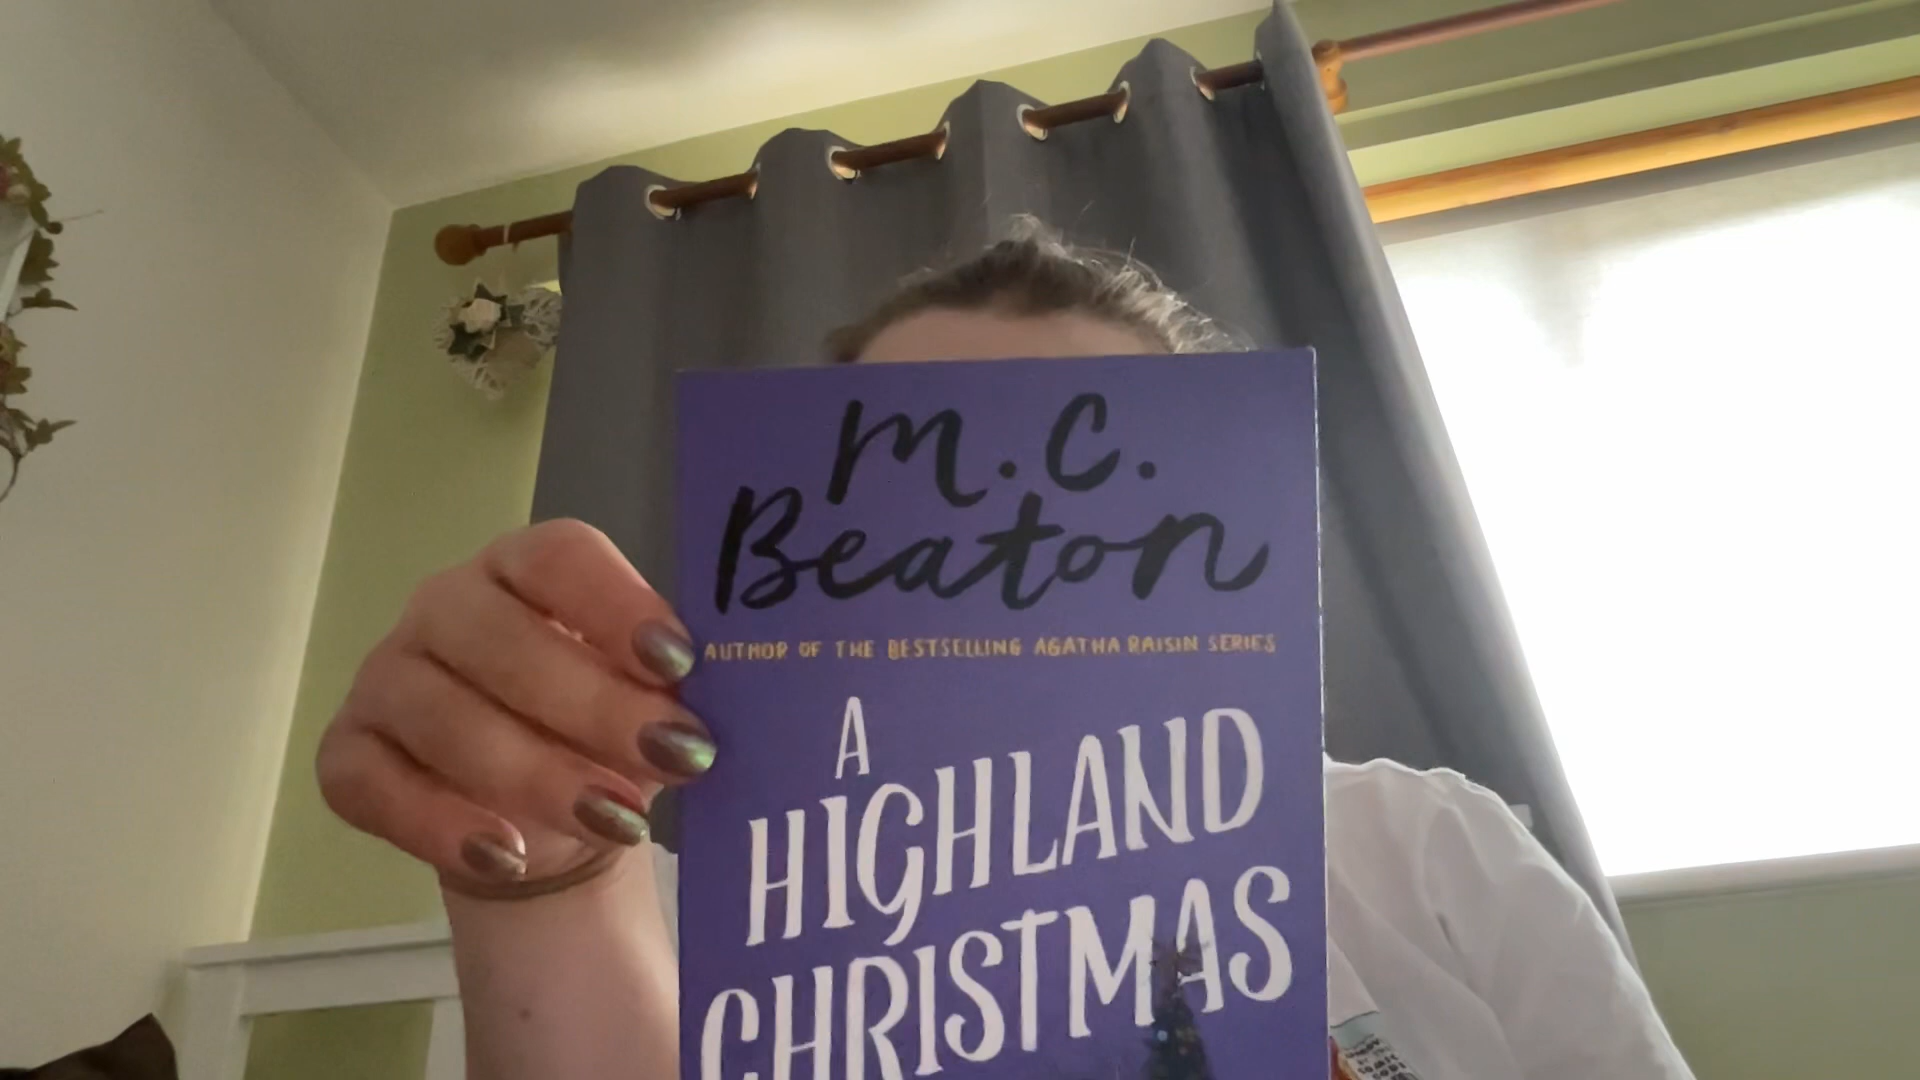 M.C.
Beaton
AUTHOR OF THE BESTSELLING AGATHA RAISIN SERIES
A
HIGHLAND
CHRISTMAS